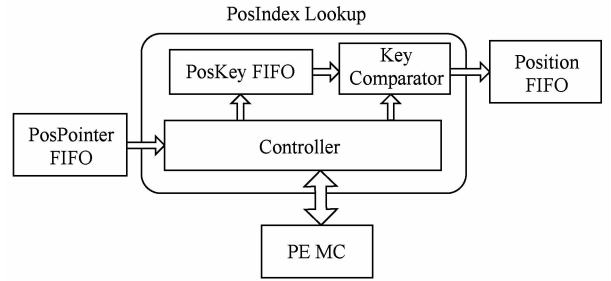 PosIndex Lookup
PosKey FIFO
Key
Comparator
Position
FIFO
PosPointer
FIFO
Controller
PE MC